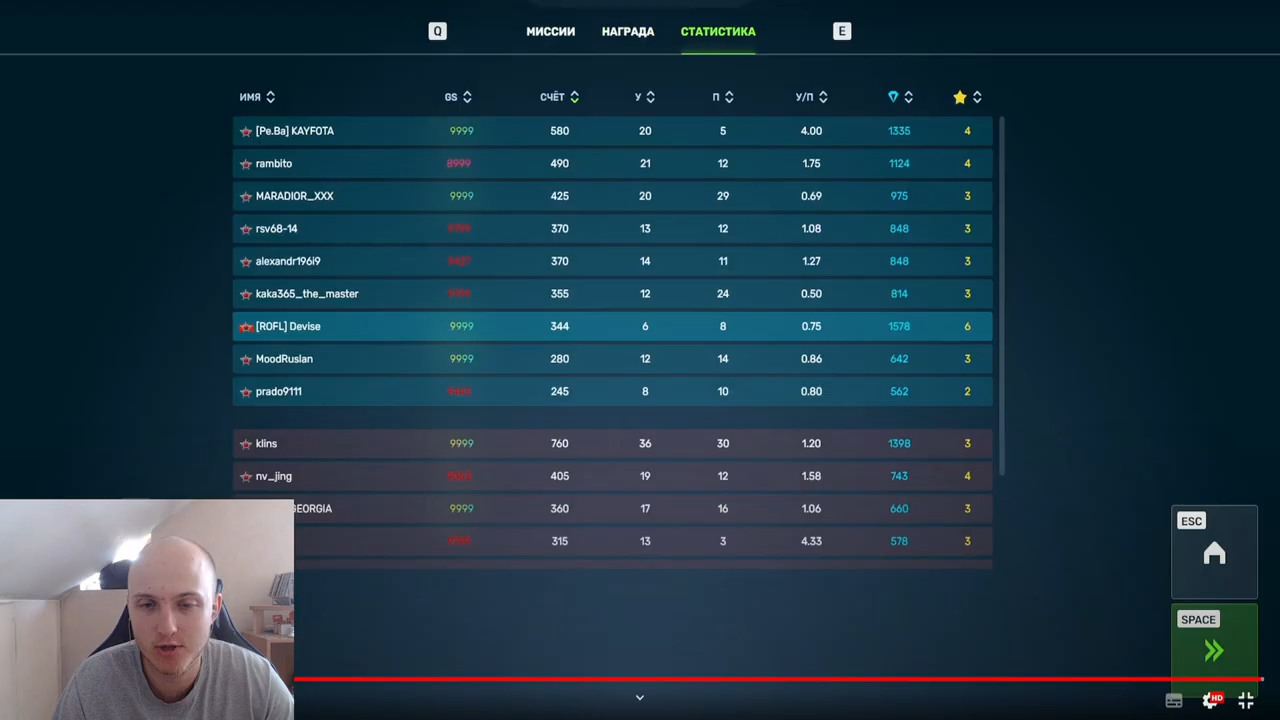 Q МИССИИ НАГРАДА СТАТИСТИКА E
ИМЯ GS СЧЁТ У П У/П
[Pe.Ba] KAYFOTA 9999 580 20 5 4.00 1335 4
rambito 8999 490 21 12 1.75 1124 4
MARADIOR_XXX 9999 425 20 29 0.69 975 3
rsv68-14 370 13 12 1.08 848 3
alexandr196i9 370 14 11 1.27 848 3
kaka365_the_master 355 12 24 0.50 814 3
[ROFL] Devise 9999 344 6 8 0.75 1578 6
MoodRuslan 9999 280 12 14 0.86 642 3
prado9111 245 8 10 0.80 562 2
klins 9999 760 36 30 1.20 1398 3
nv_jing 405 19 12 1.58 743 4
GEORGIA 9999 360 17 16 1.06 660 3
315 13 3 4.33 578 3
ESC
SPACE
HD